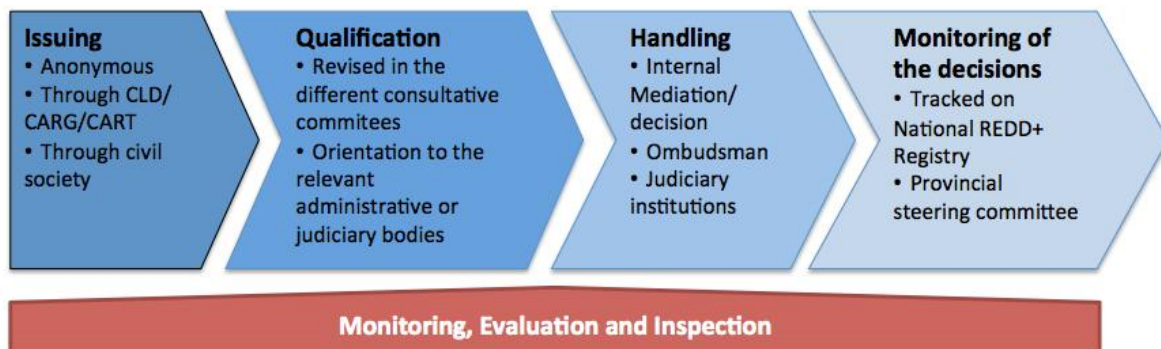 Issuing
• Anonymous
• Through CLD/
CARG/CART
• Through civil
society
Qualification
• Revised in the
different consultative
commitees
• Orientation to the
relevant
administrative or
judiciary bodies
Handling
• Internal
Mediation/
decision
• Ombudsman
• Judiciary
institutions
Monitoring of
the decisions
• Tracked on
National REDD+
Registry
• Provincial
steering committee
Monitoring, Evaluation and Inspection